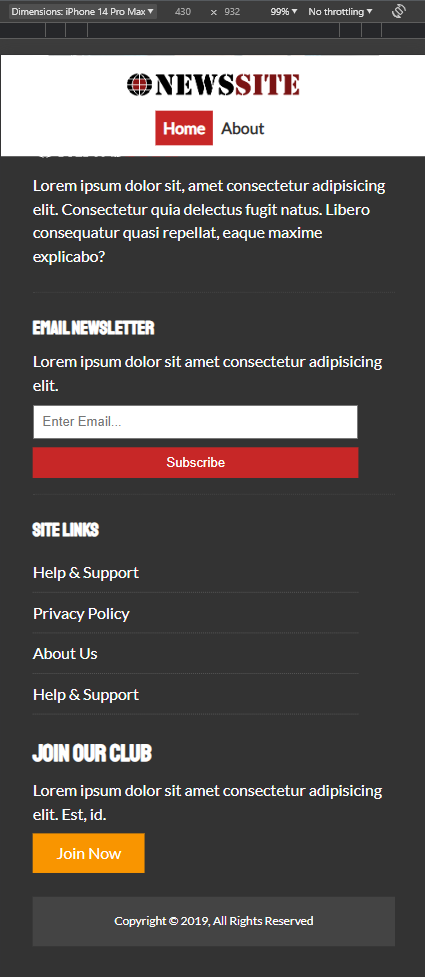 Dimensions: iPhone 14 Pro Max ▼ 430 × 932 99% ▼ No throttling ▼
NEWSSITE
Home About
Lorem ipsum dolor sit, amet consectetur adipisicing
elit. Consectetur quia delectus fugit natus. Libero
consequatur quasi repellat, eaque maxime
explicabo?
EMAIL NEWSLETTER
Lorem ipsum dolor sit amet consectetur adipisicing
elit.
Enter Email...
Subscribe
SITE LINKS
Help & Support
Privacy Policy
About Us
Help & Support
JOIN OUR CLUB
Lorem ipsum dolor sit amet consectetur adipisicing
elit. Est, id.
Join Now
Copyright © 2019, All Rights Reserved